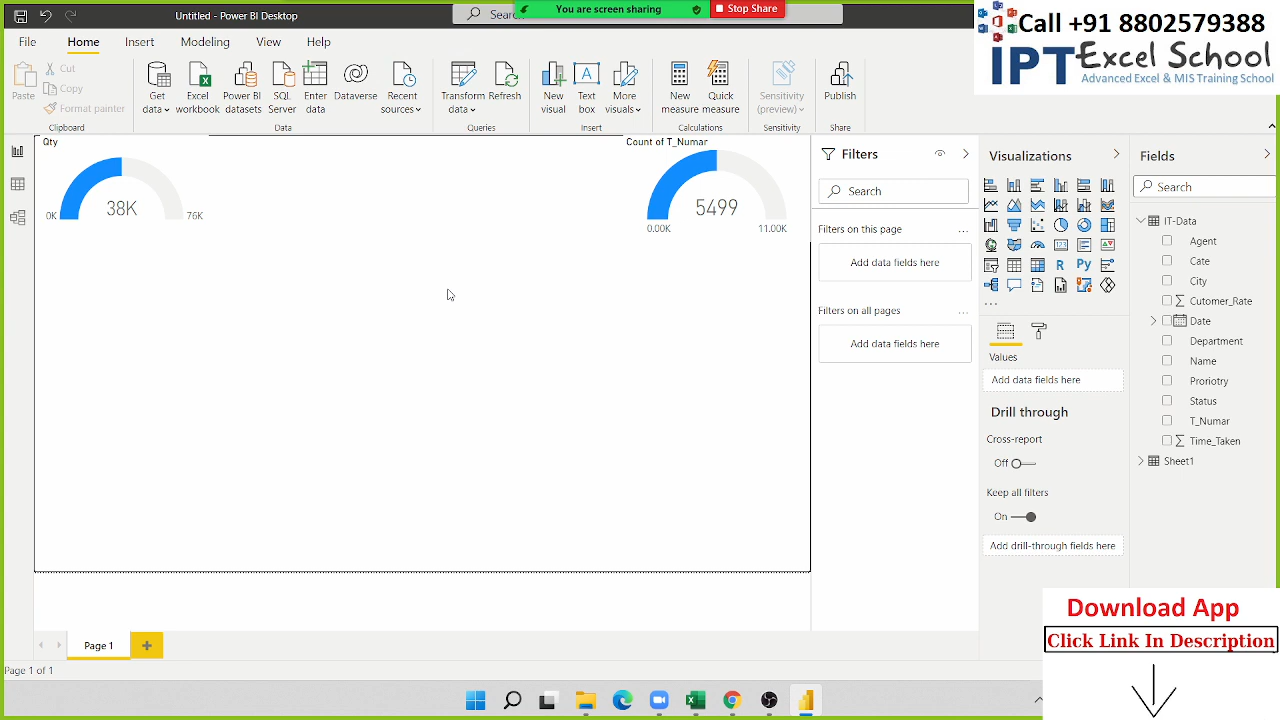 Untitled - Power BI Desktop
Sear
You are screen sharing
Stop Share
Call +91 8802579388
IPT Excel School
Advanced Excel & MIS Training School
File Home Insert Modeling View Help
Paste
Cut
Copy
Format painter
Clipboard
Get data
Excel workbook
Power BI datasets
SQL Server
Enter data
Dataverse
Recent sources
Data
Transform data
Refresh
Queries
New visual
Text box
More visuals
Insert
New measure
Quick measure
Calculations
Sensitivity (preview)
Sensitivity
Publish
Share
Qty
38K
0K
76K
Count of T_Numar
5499
0.00K
11.00K
Filters
Search
Filters on this page
...
Add data fields here
Filters on all pages
...
Add data fields here
Visualizations
R
Py
123
...
Values
Add data fields here
Drill through
Cross-report
Off
Keep all filters
On
Add drill-through fields here
Fields
Search
IT-Data
Agent
Cate
City
Cutomer_Rate
Date
Department
Name
Proriotry
Status
T_Numar
Time_Taken
Sheet1
Page 1
Page 1 of 1
Download App
Click Link In Description